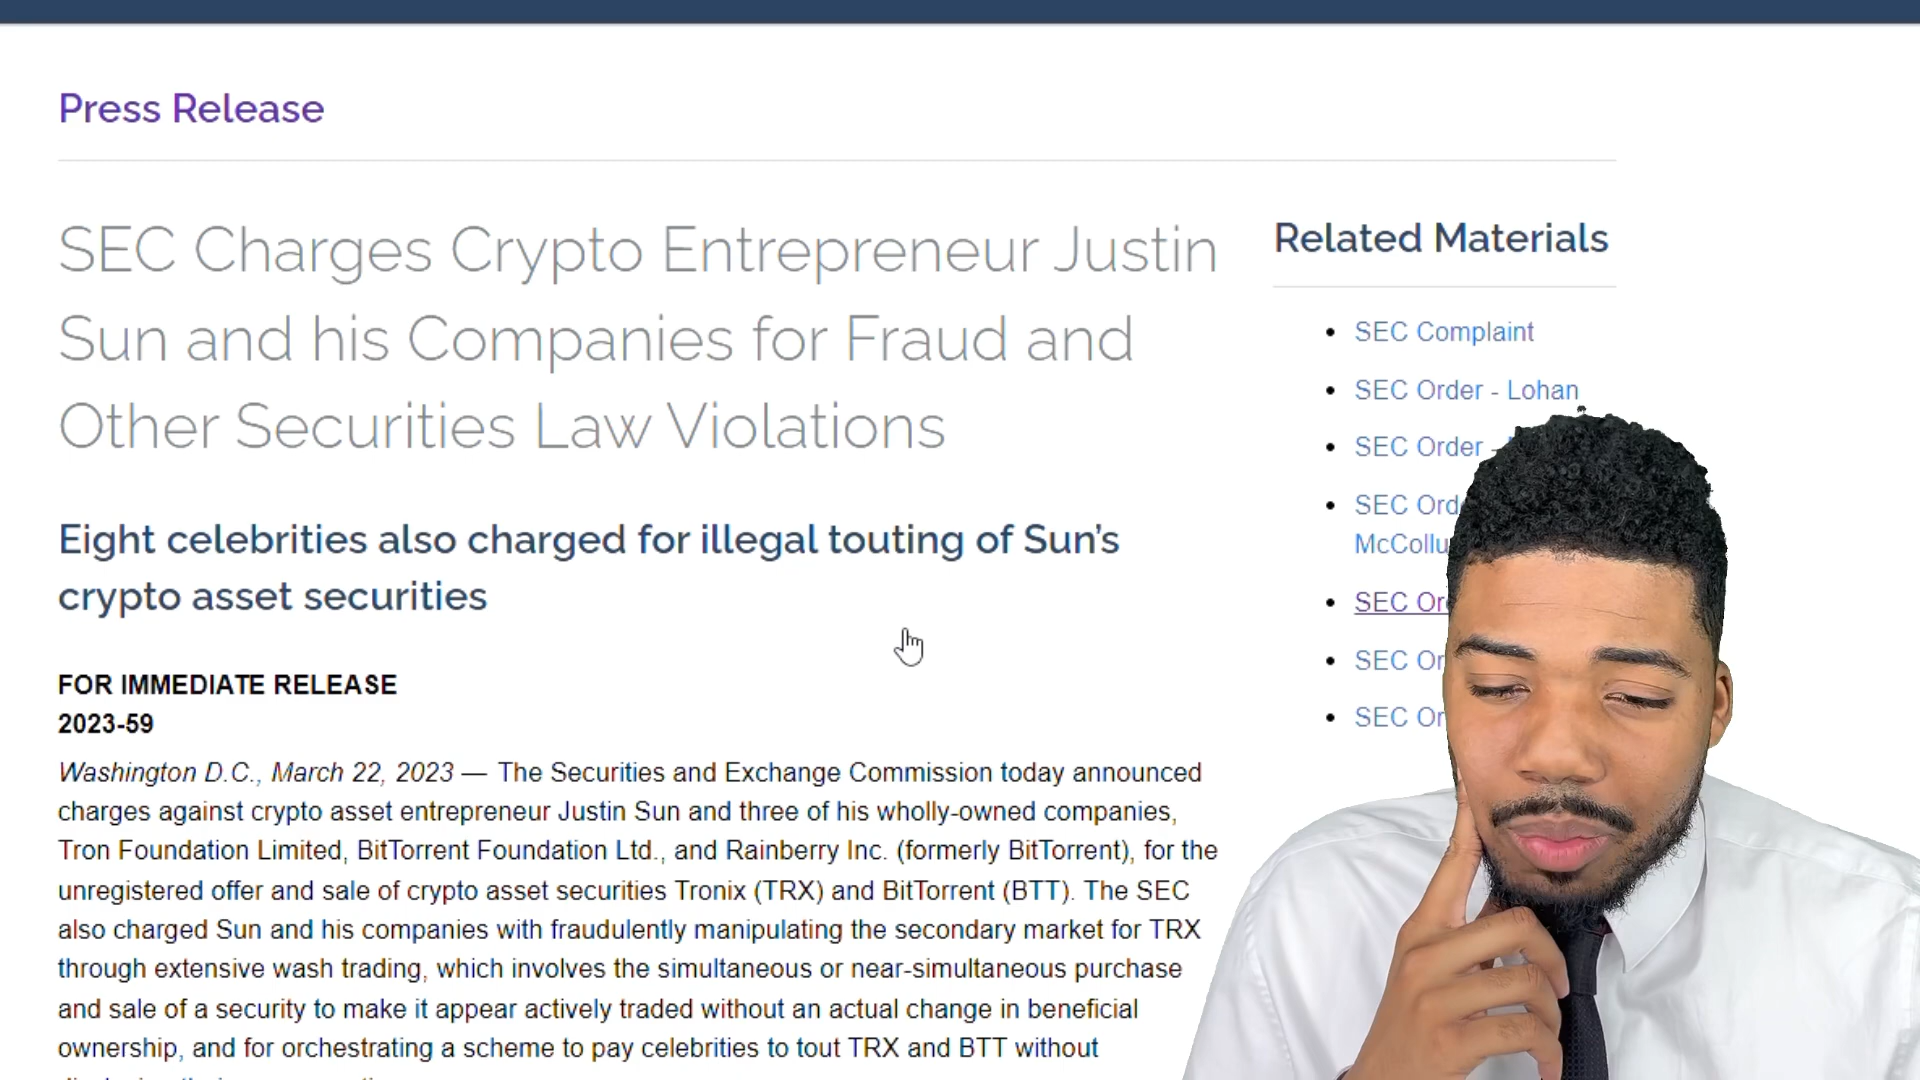 Press Release
SEC Charges Crypto Entrepreneur Justin
Sun and his Companies for Fraud and
Other Securities Law Violations
Eight celebrities also charged for illegal touting of Sun's
crypto asset securities
FOR IMMEDIATE RELEASE
2023-59
Washington D.C., March 22, 2023 — The Securities and Exchange Commission today announced
charges against crypto asset entrepreneur Justin Sun and three of his wholly-owned companies,
Tron Foundation Limited, BitTorrent Foundation Ltd., and Rainberry Inc. (formerly BitTorrent), for the
unregistered offer and sale of crypto asset securities Tronix (TRX) and BitTorrent (BTT). The SEC
also charged Sun and his companies with fraudulently manipulating the secondary market for TRX
through extensive wash trading, which involves the simultaneous or near-simultaneous purchase
and sale of a security to make it appear actively traded without an actual change in beneficial
ownership, and for orchestrating a scheme to pay celebrities to tout TRX and BTT without
Related Materials
SEC Complaint
SEC Order - Lohan
SEC Order -
SEC
SEC
SEC
SEC